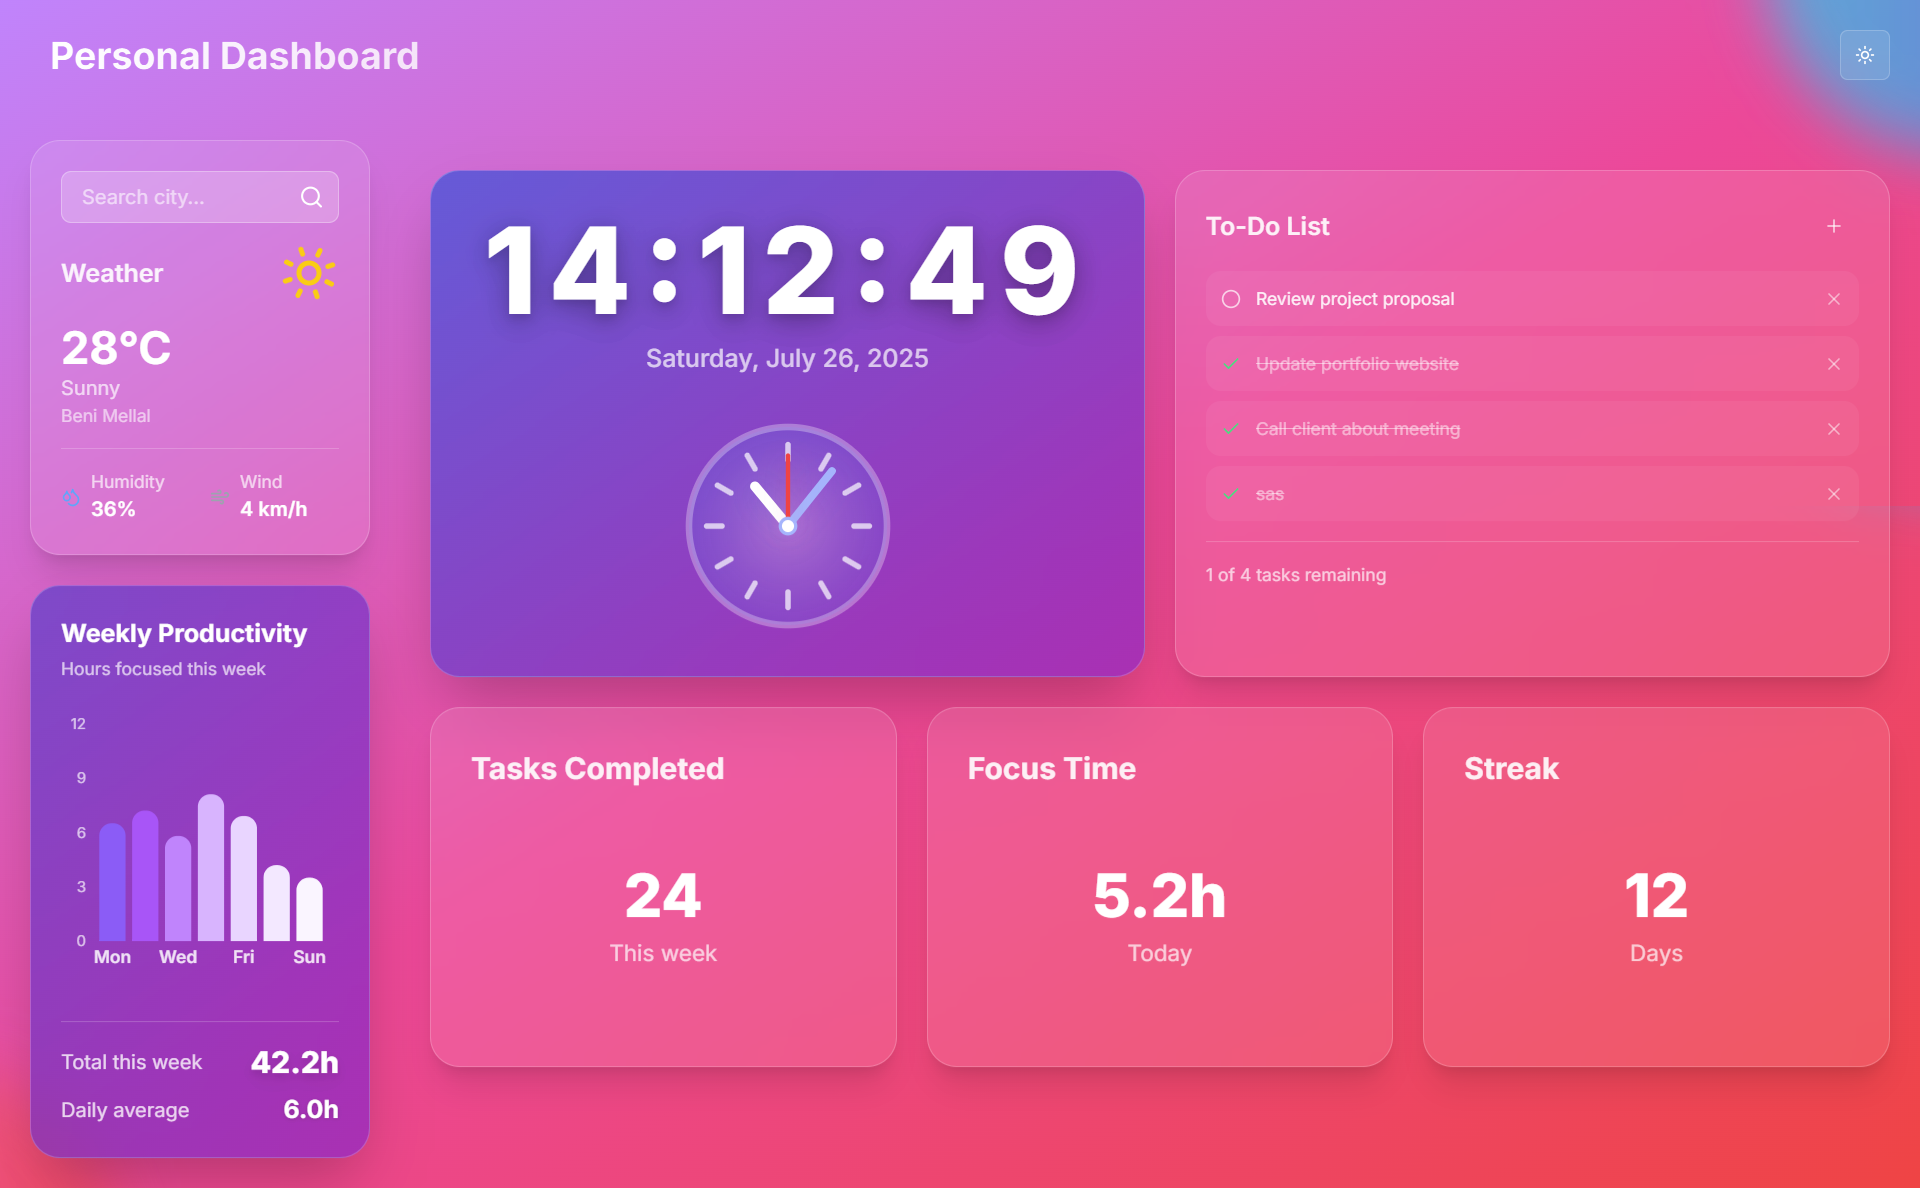 Personal Dashboard
Search city...
Weather
28°C
Sunny
Beni Mellal
Humidity
36%
Wind
4 km/h
Weekly Productivity
Hours focused this week
12
9
6
3
0
Mon Wed Fri Sun
Total this week 42.2h
Daily average 6.0h
14:12:49
Saturday, July 26, 2025
To-Do List
Review project proposal
Update portfolio website
Call client about meeting
sas
1 of 4 tasks remaining
Tasks Completed
24
This week
Focus Time
5.2h
Today
Streak
12
Days